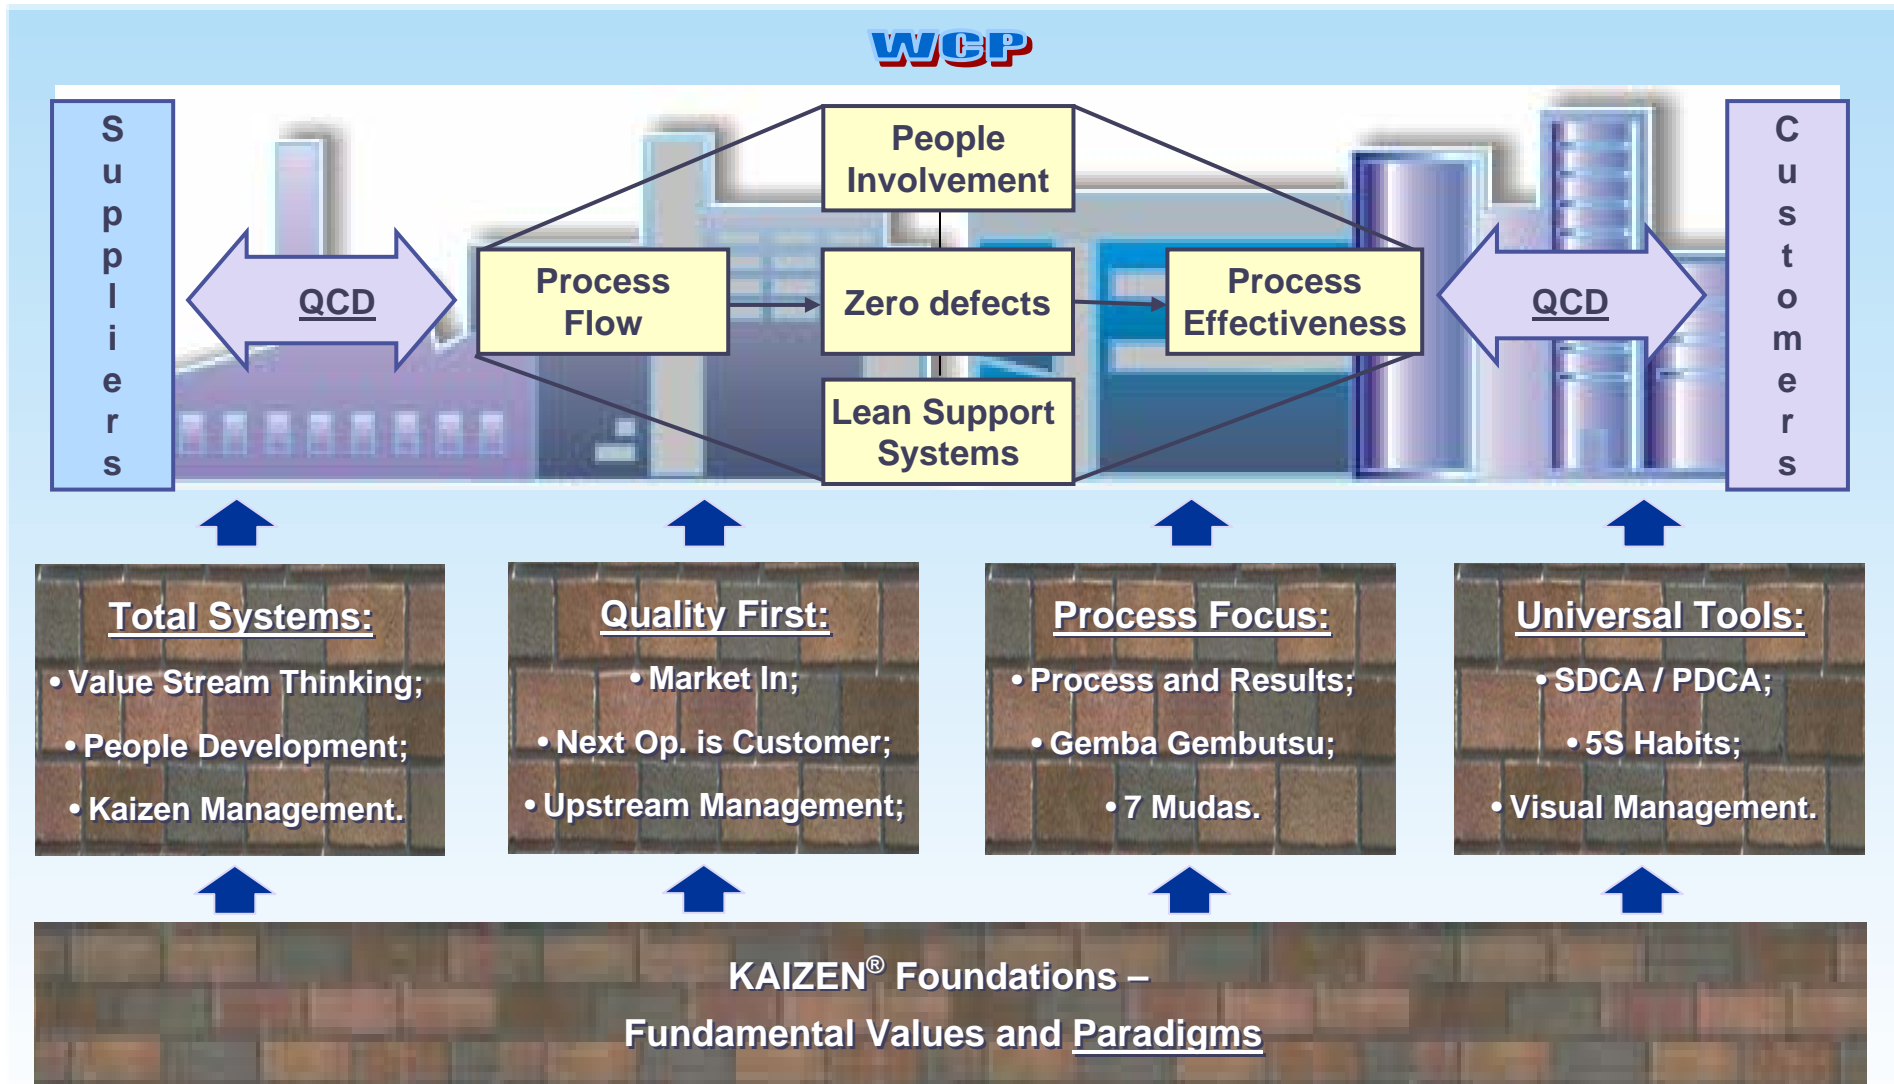 WCP
Suppliers
QCD
People
Involvement
Process
Flow
Zero defects
Process
Effectiveness
Lean Support
Systems
QCD
Customers
Total Systems:
• Value Stream Thinking;
• People Development;
• Kaizen Management.
Quality First:
• Market In;
• Next Op. is Customer;
• Upstream Management;
Process Focus:
• Process and Results;
• Gemba Gembutsu;
• 7 Mudas.
Universal Tools:
• SDCA / PDCA;
• 5S Habits;
• Visual Management.
KAIZEN® Foundations –
Fundamental Values and Paradigms